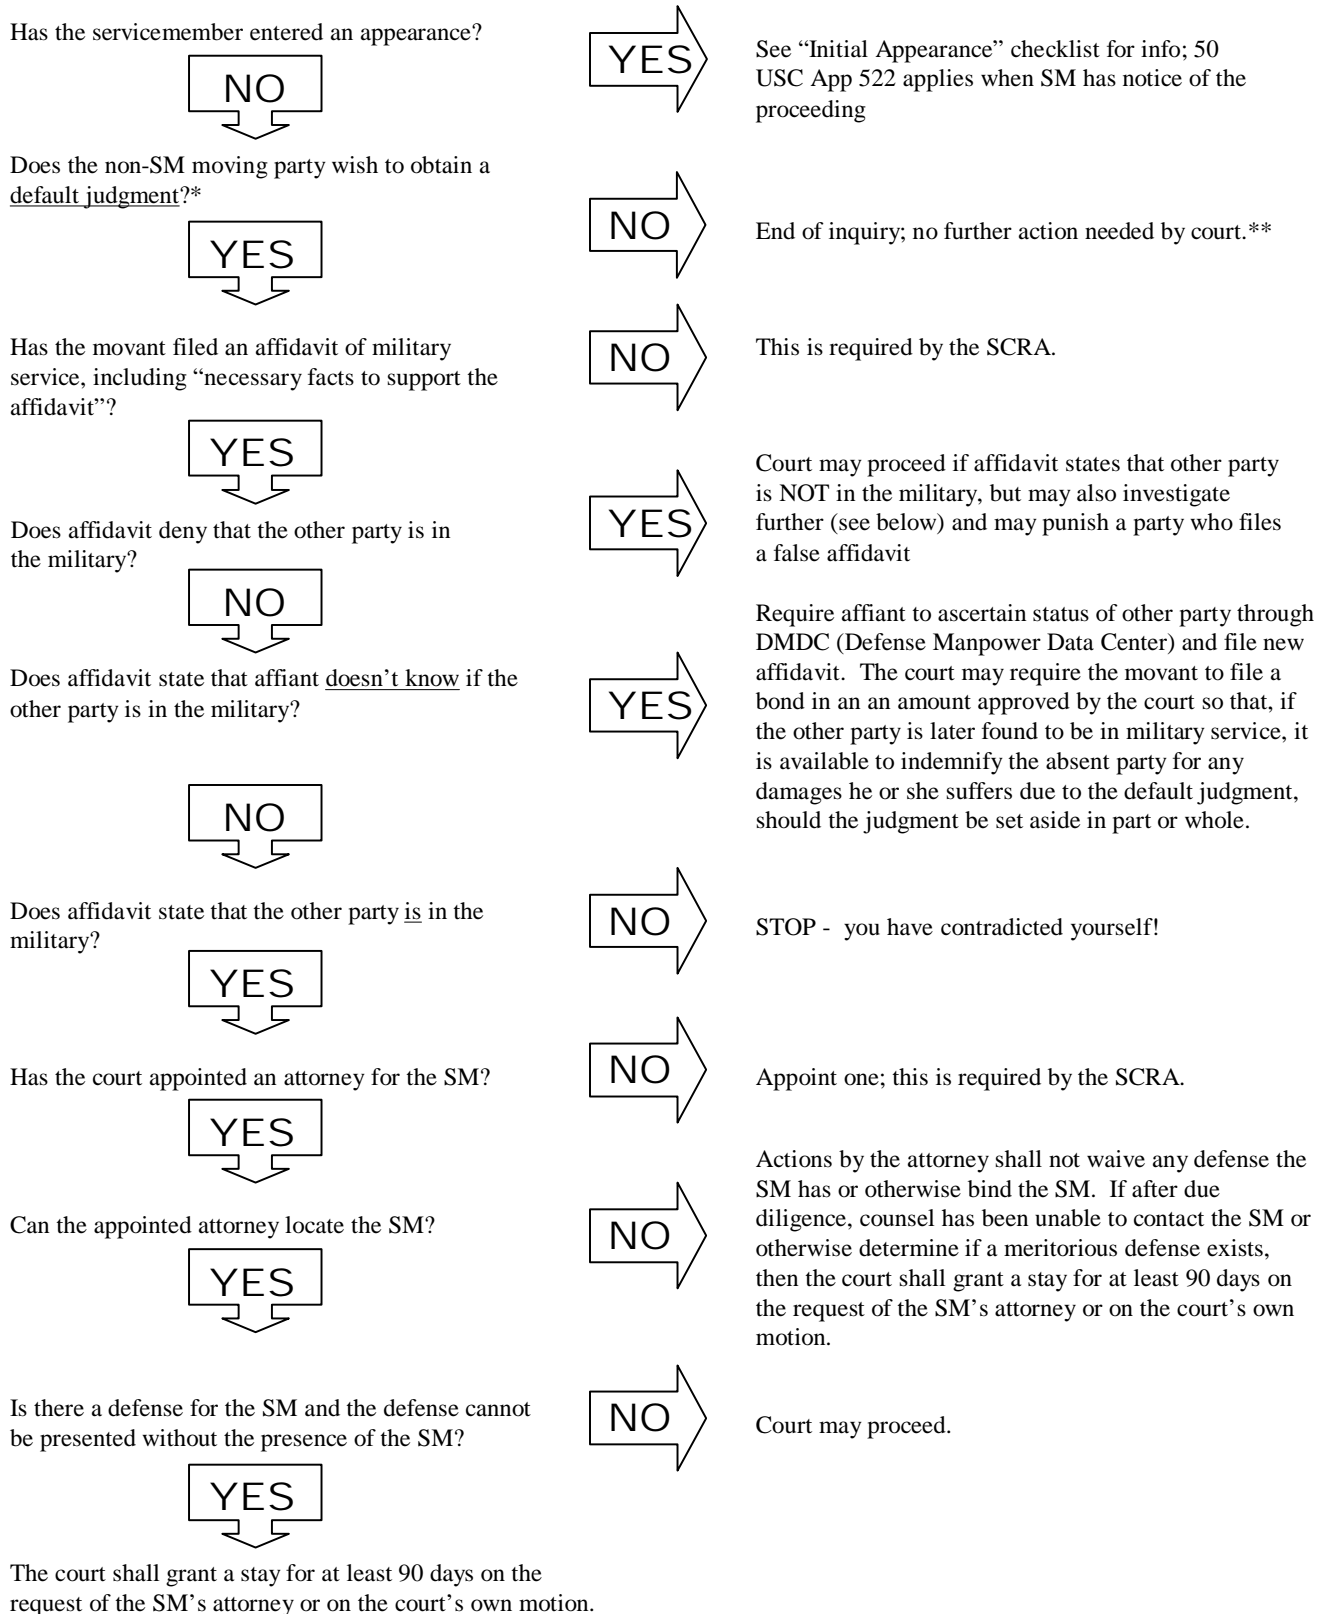 Has the servicemember entered an appearance?
YES
See “Initial Appearance” checklist for info; 50
USC App 522 applies when SM has notice of the
proceeding
NO
Does the non-SM moving party wish to obtain a
default judgment?*
NO
End of inquiry; no further action needed by court.**
YES
Has the movant filed an affidavit of military
service, including “necessary facts to support the
affidavit”?
NO
This is required by the SCRA.
YES
Does affidavit deny that the other party is in
the military?
YES
Court may proceed if affidavit states that other party
is NOT in the military, but may also investigate
further (see below) and may punish a party who files
a false affidavit
NO
Does affidavit state that affiant doesn’t know if the
other party is in the military?
YES
Require affiant to ascertain status of other party through
DMDC (Defense Manpower Data Center) and file new
affidavit.  The court may require the movant to file a
bond in an an amount approved by the court so that, if
the other party is later found to be in military service, it
is available to indemnify the absent party for any
damages he or she suffers due to the default judgment,
should the judgment be set aside in part or whole.
NO
Does affidavit state that the other party is in the
military?
NO
STOP -  you have contradicted yourself!
YES
Has the court appointed an attorney for the SM?
NO
Appoint one; this is required by the SCRA.
YES
Can the appointed attorney locate the SM?
NO
Actions by the attorney shall not waive any defense the
SM has or otherwise bind the SM.  If after due
diligence, counsel has been unable to contact the SM or
otherwise determine if a meritorious defense exists,
then the court shall grant a stay for at least 90 days on
the request of the SM’s attorney or on the court’s own
motion.
YES
Is there a defense for the SM and the defense cannot
be presented without the presence of the SM?
NO
Court may proceed.
YES
The court shall grant a stay for at least 90 days on the
request of the SM’s attorney or on the court’s own motion.